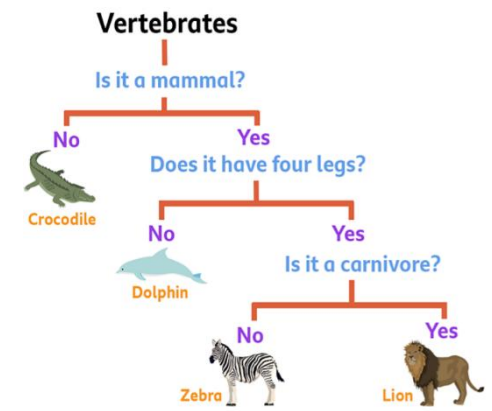 Vertebrates
Is it a mammal?
No
Yes
Does it have four legs?
Crocodile
No
Yes
Is it a carnivore?
Dolphin
No
Yes
Zebra
Lion